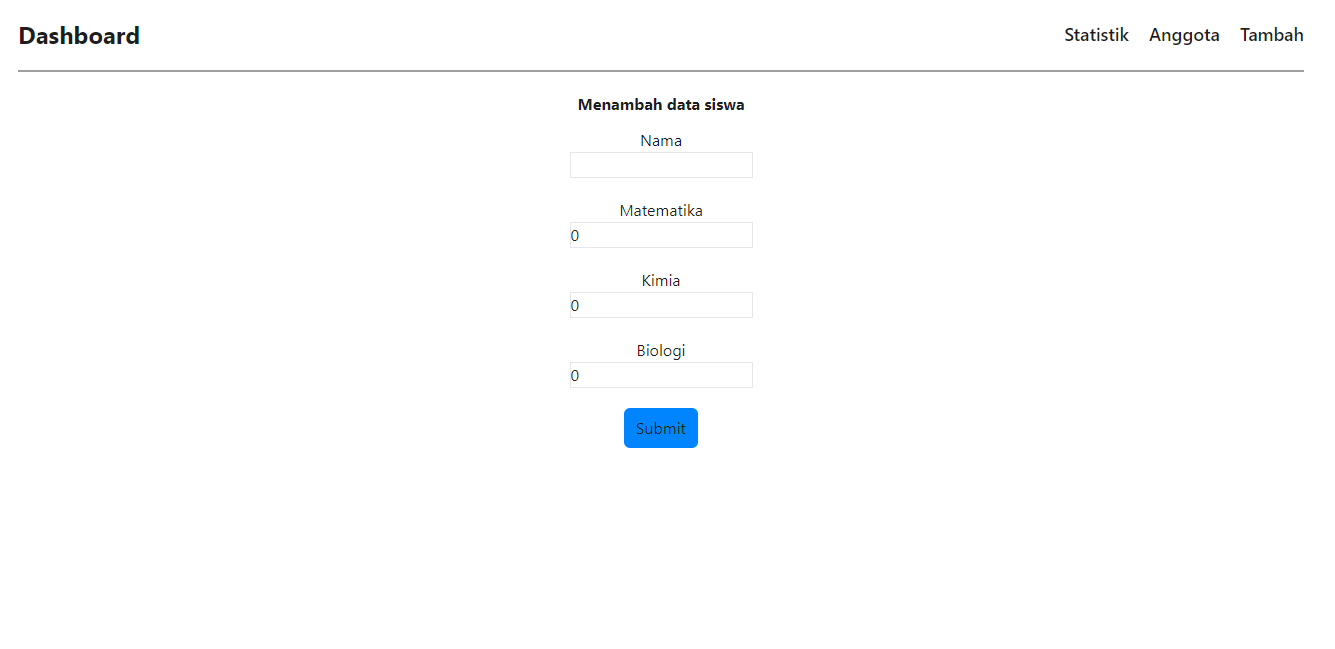 Dashboard
Statistik Anggota Tambah
Menambah data siswa
Nama
Matematika
0
Kimia
0
Biologi
0
Submit